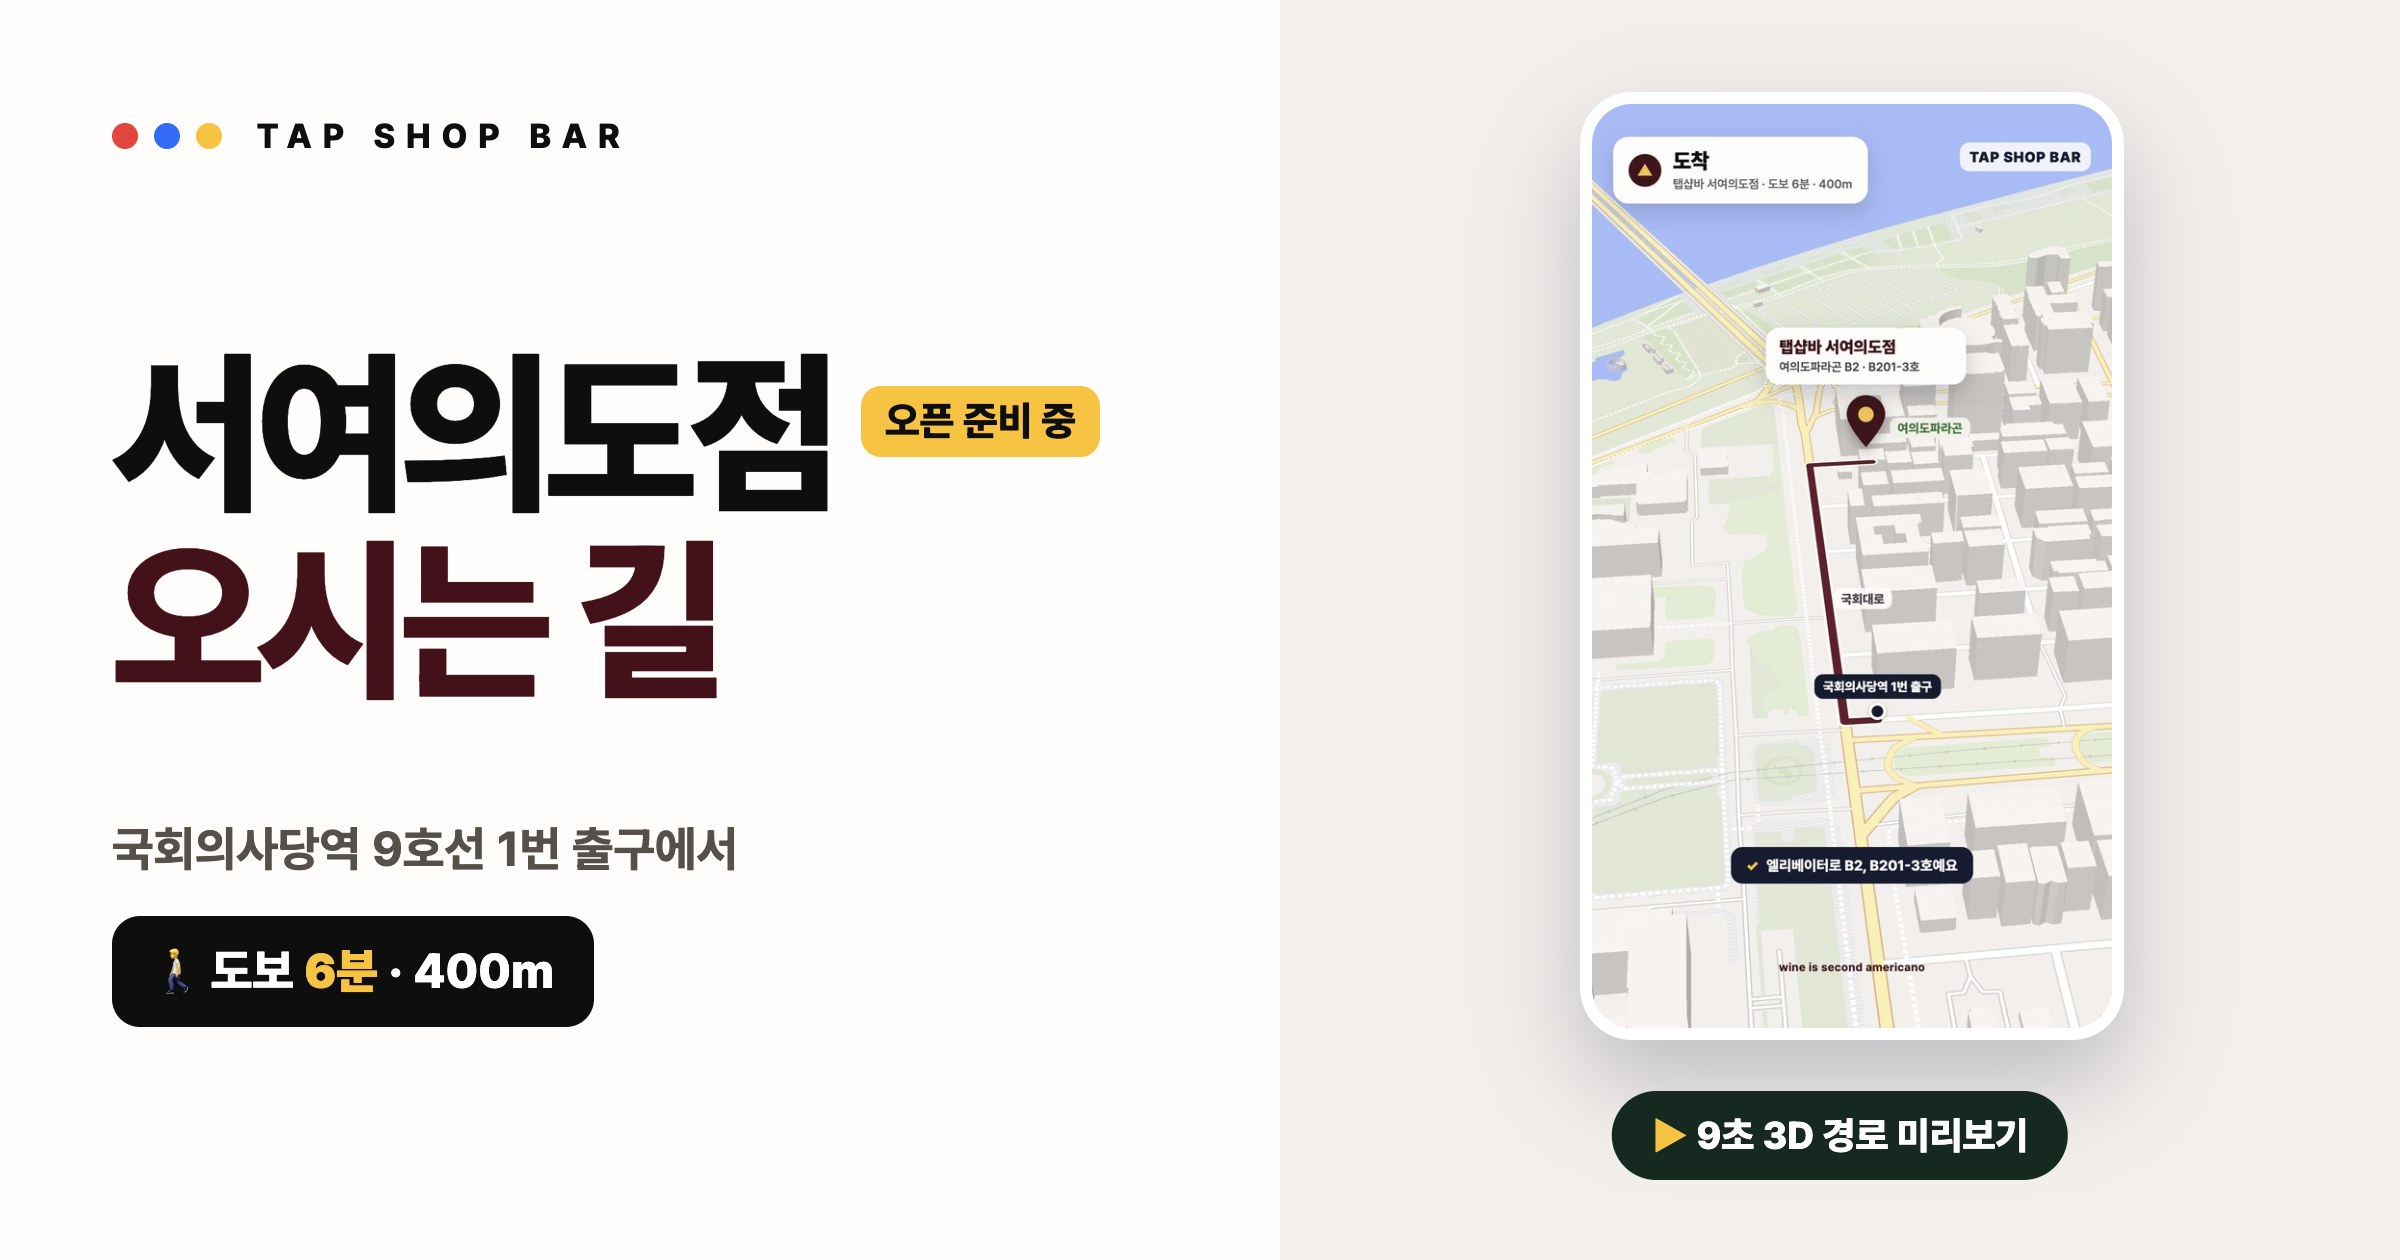 TAP SHOP BAR
서여의도점
오픈 준비 중
오시는 길
국회의사당역 9호선 1번 출구에서
도보 6분 · 400m
도착
탭샵바 서여의도점 · 도보 6분 · 400m
TAP SHOP BAR
탭샵바 서여의도점
여의도파라곤 B2 · B201-3호
여의도파라곤
국회대로
국회의사당역 1번 출구
엘리베이터로 B2, B201-3호예요
wine is second americano
9초 3D 경로 미리보기